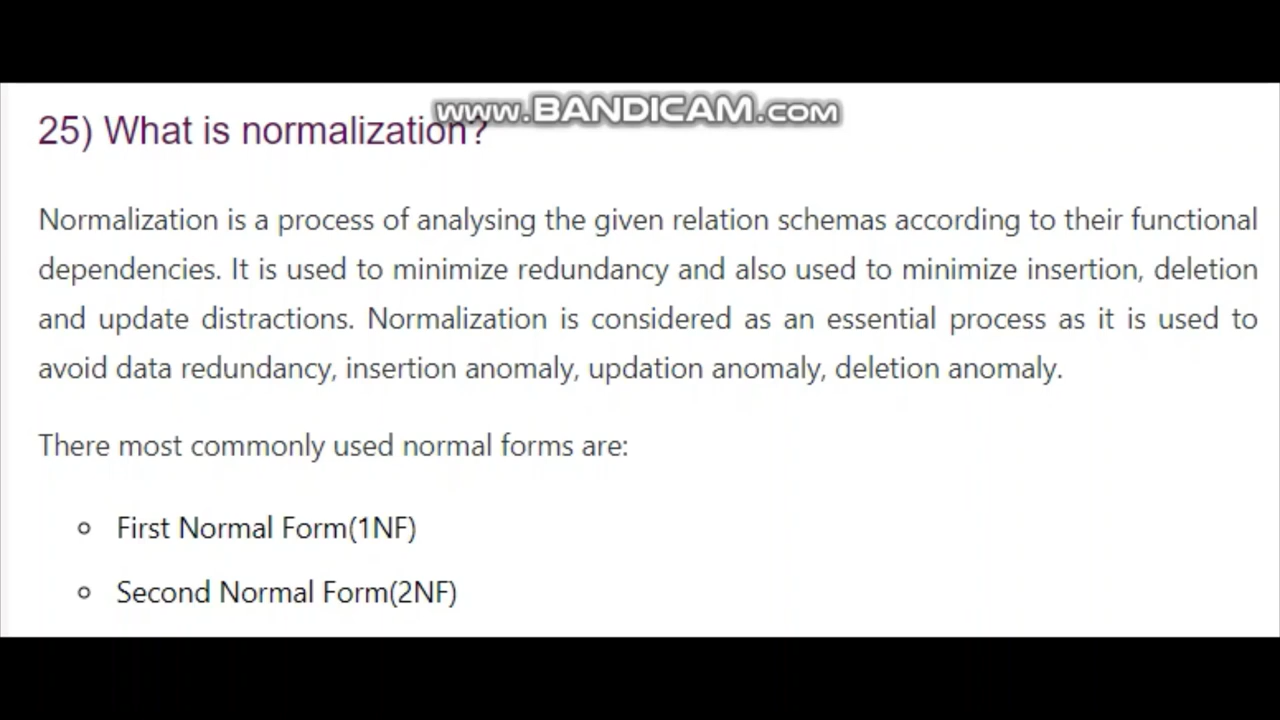 www.BANDICAM.com
25) What is normalization?
Normalization is a process of analysing the given relation schemas according to their functional
dependencies. It is used to minimize redundancy and also used to minimize insertion, deletion
and update distractions. Normalization is considered as an essential process as it is used to
avoid data redundancy, insertion anomaly, updation anomaly, deletion anomaly.
There most commonly used normal forms are:
First Normal Form(1NF)
Second Normal Form(2NF)